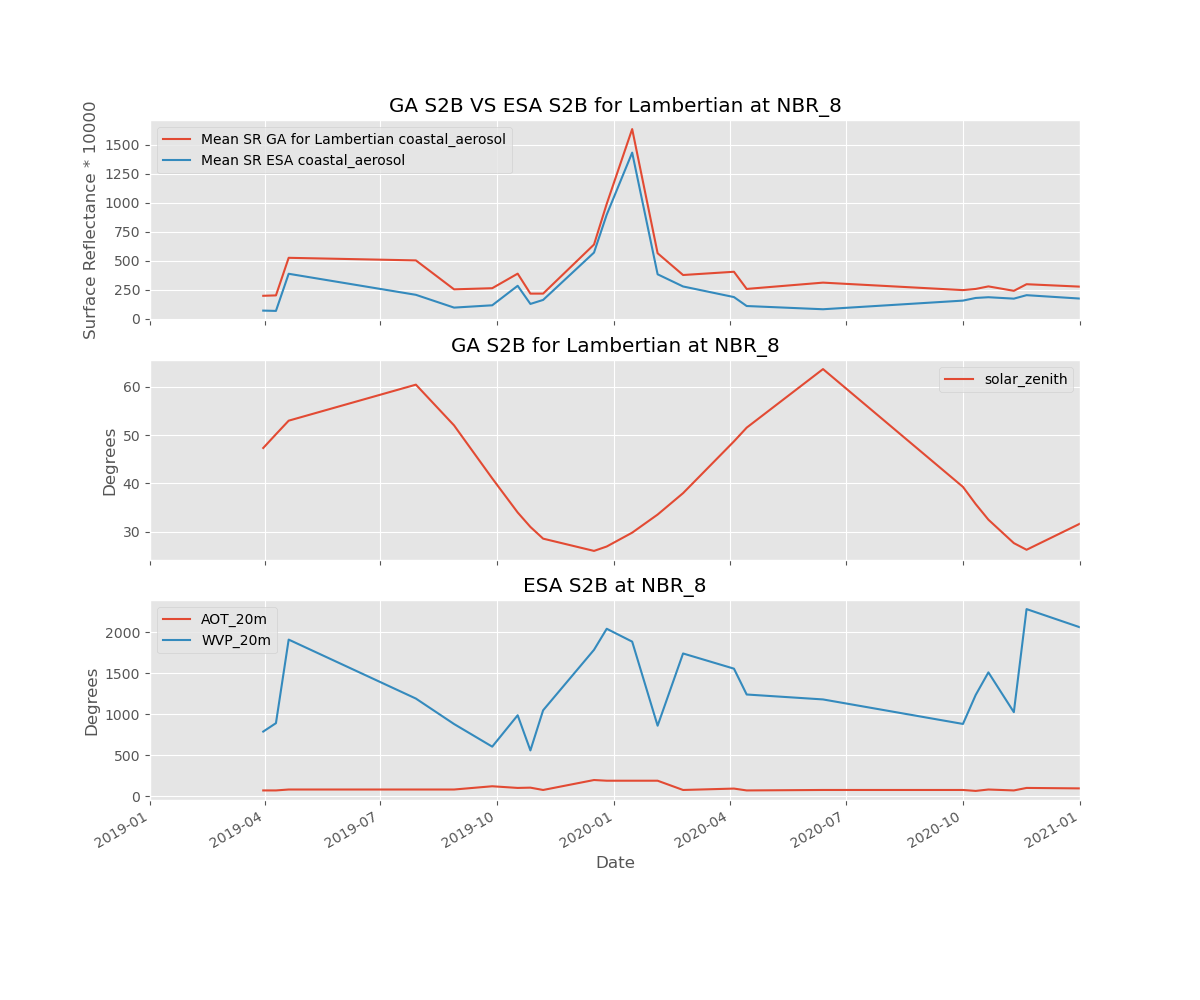 GA S2B VS ESA S2B for Lambertian at NBR_8
Surface Reflectance * 10000
Mean SR GA for Lambertian coastal_aerosol
Mean SR ESA coastal_aerosol
1500
1250
1000
750
500
250
0
GA S2B for Lambertian at NBR_8
Degrees
solar_zenith
60
50
40
30
ESA S2B at NBR_8
Degrees
AOT_20m
WVP_20m
2000
1500
1000
500
0
2019-01
2019-04
2019-07
2019-10
2020-01
2020-04
2020-07
2020-10
2021-01
Date